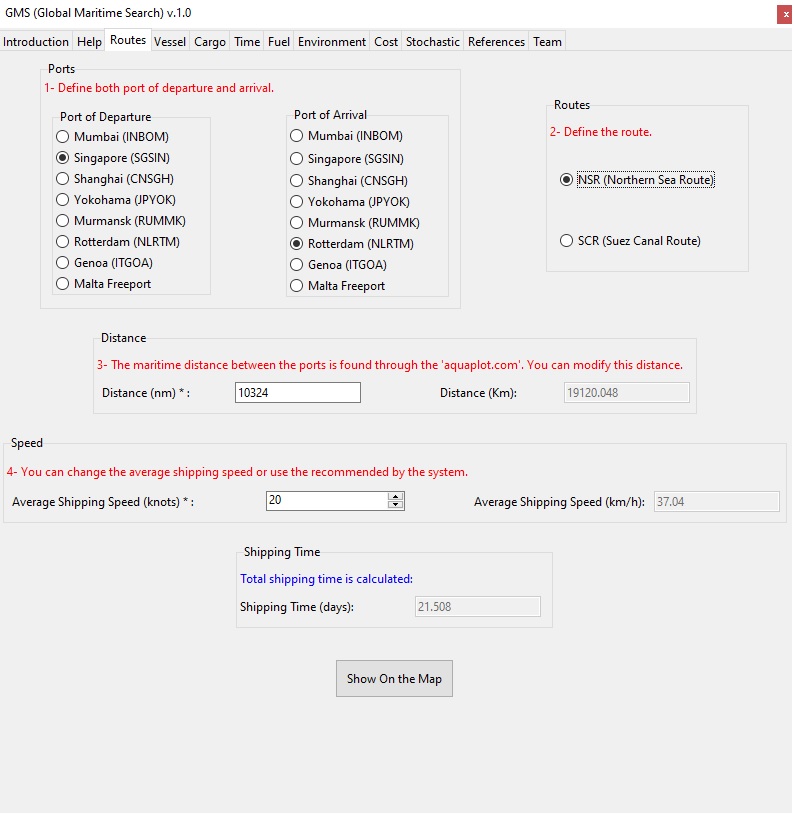 GMS (Global Maritime Search) v.1.0
x
Introduction Help Routes Vessel Cargo Time Fuel Environment Cost Stochastic References Team
Ports
1- Define both port of departure and arrival.
Port of Departure
Mumbai (INBOM)
Singapore (SGSIN)
Shanghai (CNSGH)
Yokohama (JPYOK)
Murmansk (RUMMK)
Rotterdam (NLRTM)
Genoa (ITGOA)
Malta Freeport
Port of Arrival
Mumbai (INBOM)
Singapore (SGSIN)
Shanghai (CNSGH)
Yokohama (JPYOK)
Murmansk (RUMMK)
Rotterdam (NLRTM)
Genoa (ITGOA)
Malta Freeport
Routes
2- Define the route.
NSR (Northern Sea Route)
SCR (Suez Canal Route)
Distance
3- The maritime distance between the ports is found through the 'aquaplot.com'. You can modify this distance.
Distance (nm) * : 10324 Distance (Km): 19120.048
Speed
4- You can change the average shipping speed or use the recommended by the system.
Average Shipping Speed (knots) * : 20 Average Shipping Speed (km/h): 37.04
Shipping Time
Total shipping time is calculated:
Shipping Time (days): 21.508
Show On the Map